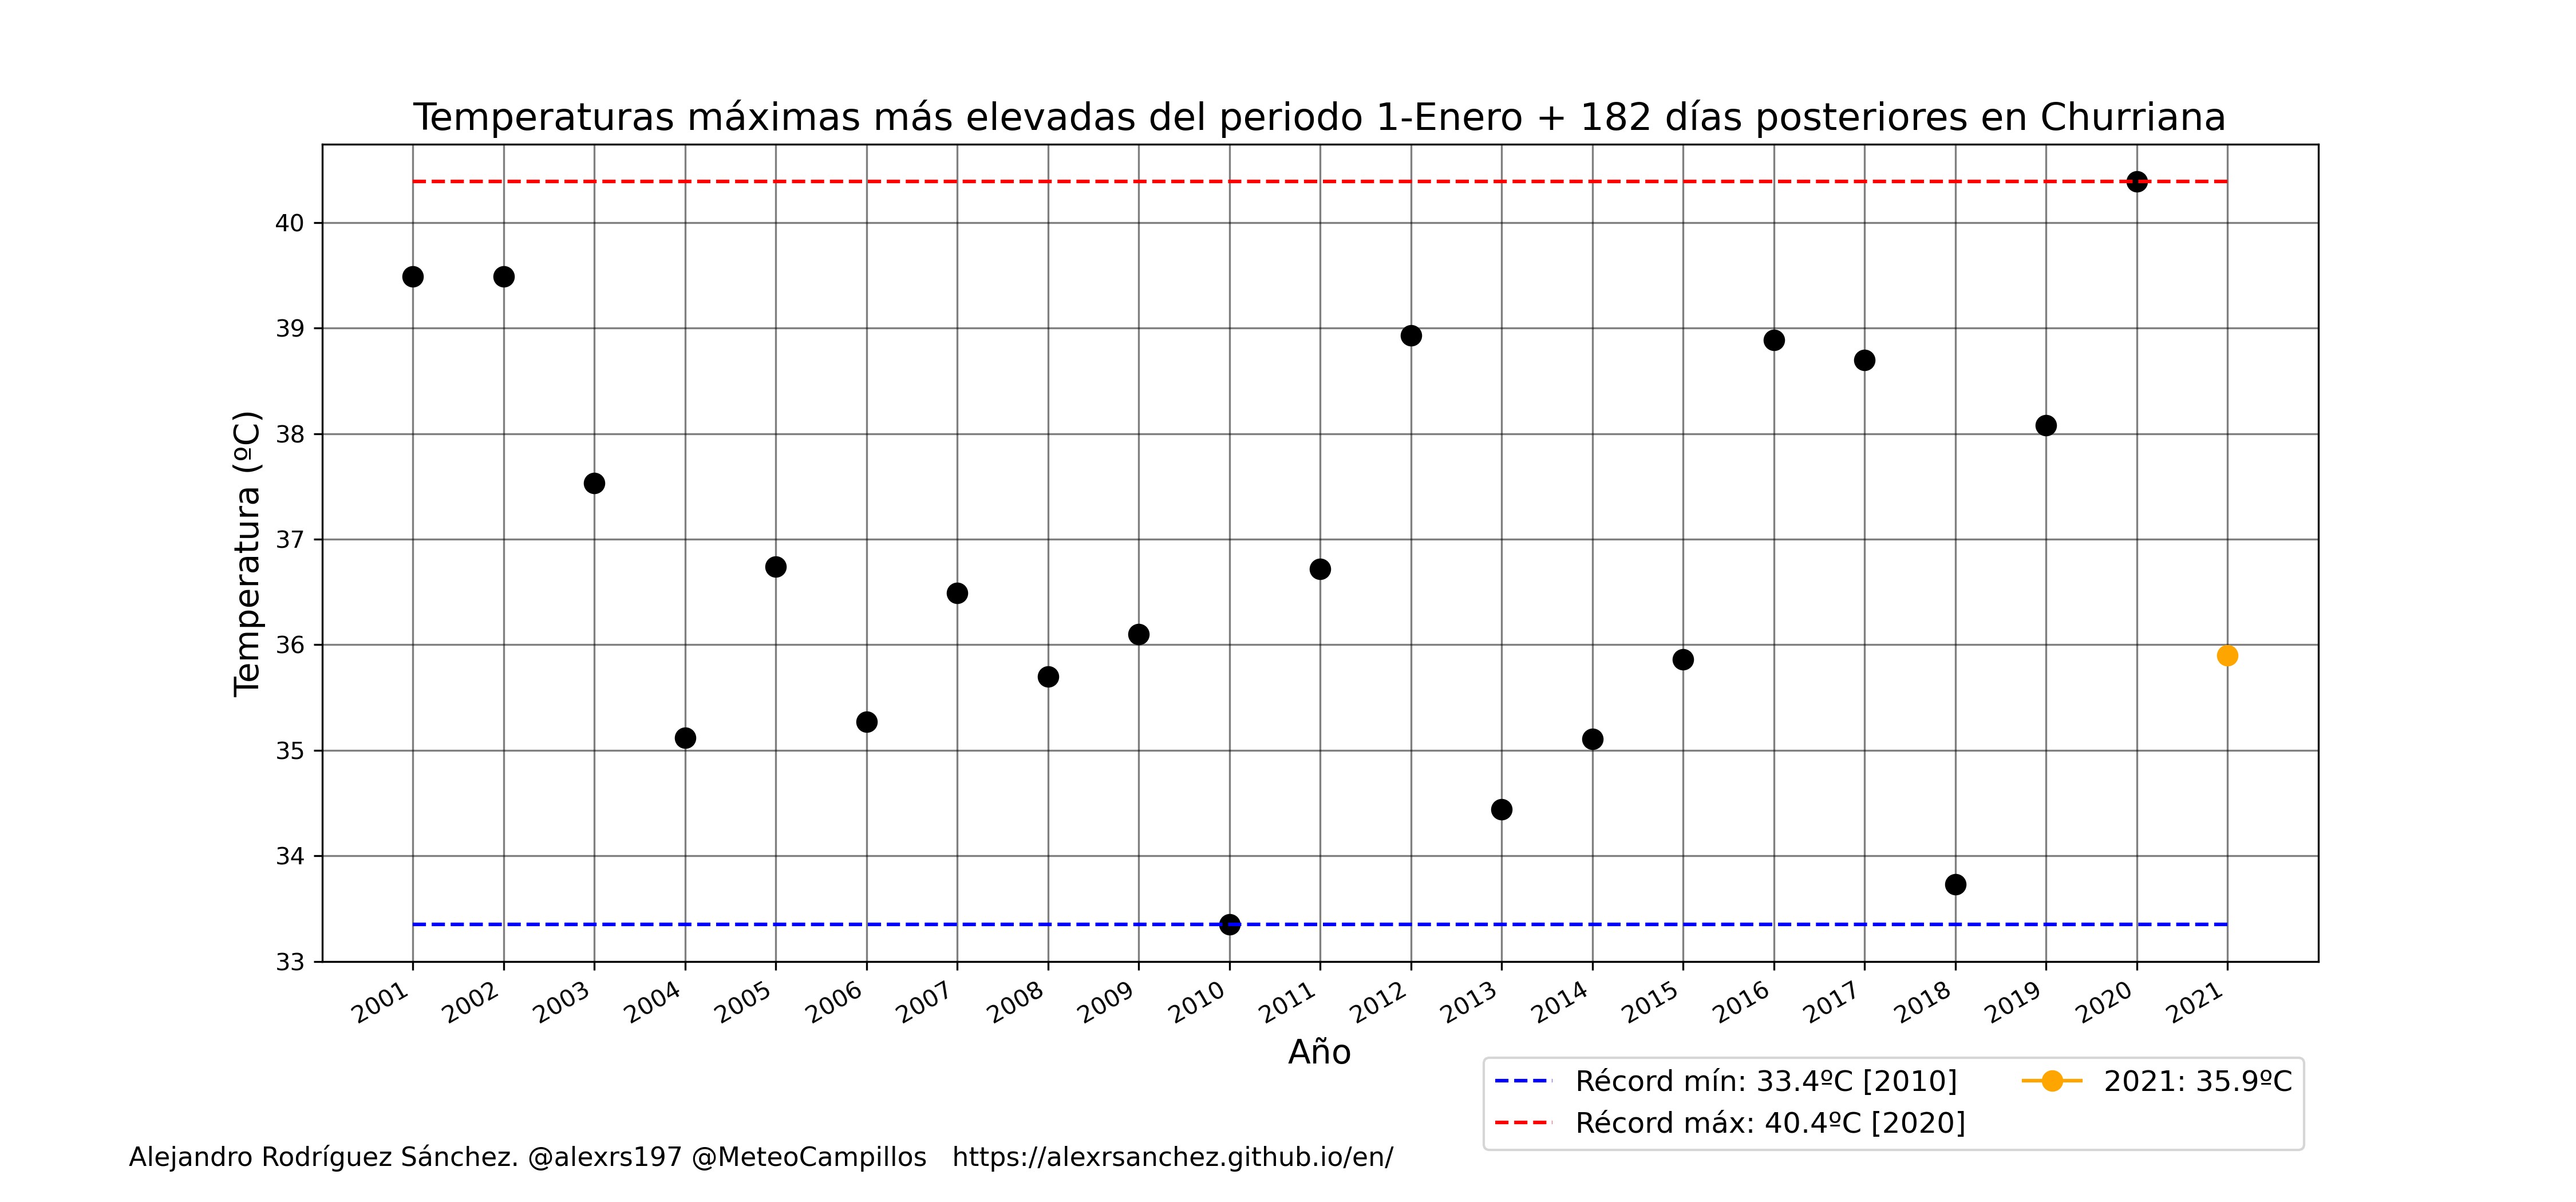 Temperaturas máximas más elevadas del periodo 1-Enero + 182 días posteriores en Churriana
Temperatura (ºC)
40
39
38
37
36
35
34
33
2001 2002 2003 2004 2005 2006 2007 2008 2009 2010 2011 2012 2013 2014 2015 2016 2017 2018 2019 2020 2021
Año
Récord mín: 33.4ºC [2010]
Récord máx: 40.4ºC [2020]
2021: 35.9ºC
Alejandro Rodríguez Sánchez. @alexrs197 @MeteoCampillos   https://alexrsanchez.github.io/en/